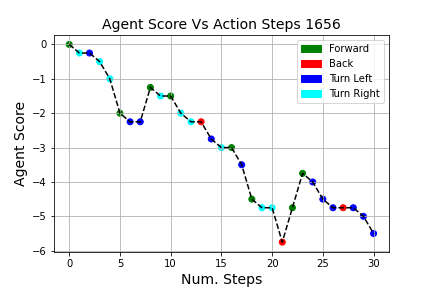 Agent Score Vs Action Steps 1656
Agent Score
0
−1
−2
−3
−4
−5
−6
Forward
Back
Turn Left
Turn Right
0 5 10 15 20 25 30
Num. Steps